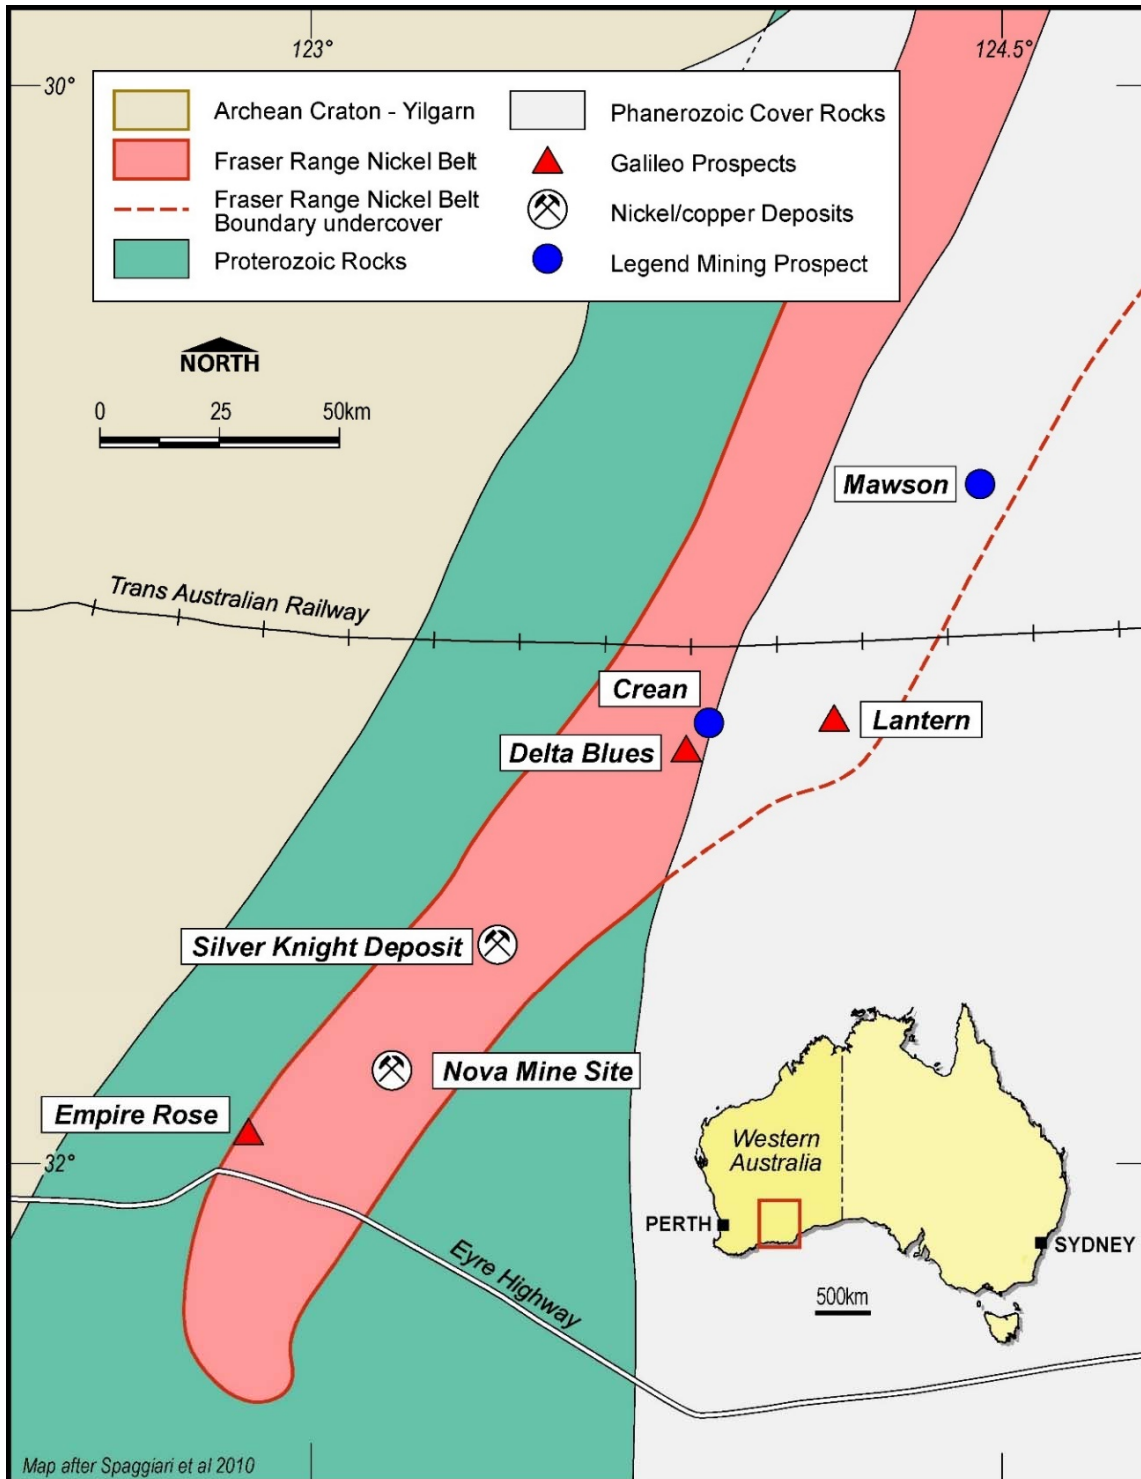 123°
124.5°
30°
Archean Craton - Yilgarn
Fraser Range Nickel Belt
Fraser Range Nickel Belt
Boundary undercover
Proterozoic Rocks
Phanerozoic Cover Rocks
Galileo Prospects
Nickel/copper Deposits
Legend Mining Prospect
NORTH
0 25 50km
Mawson
Trans Australian Railway
Crean
Lantern
Delta Blues
Silver Knight Deposit
Nova Mine Site
Empire Rose
32°
Eyre Highway
Western
Australia
PERTH
SYDNEY
500km
Map after Spaggiari et al 2010